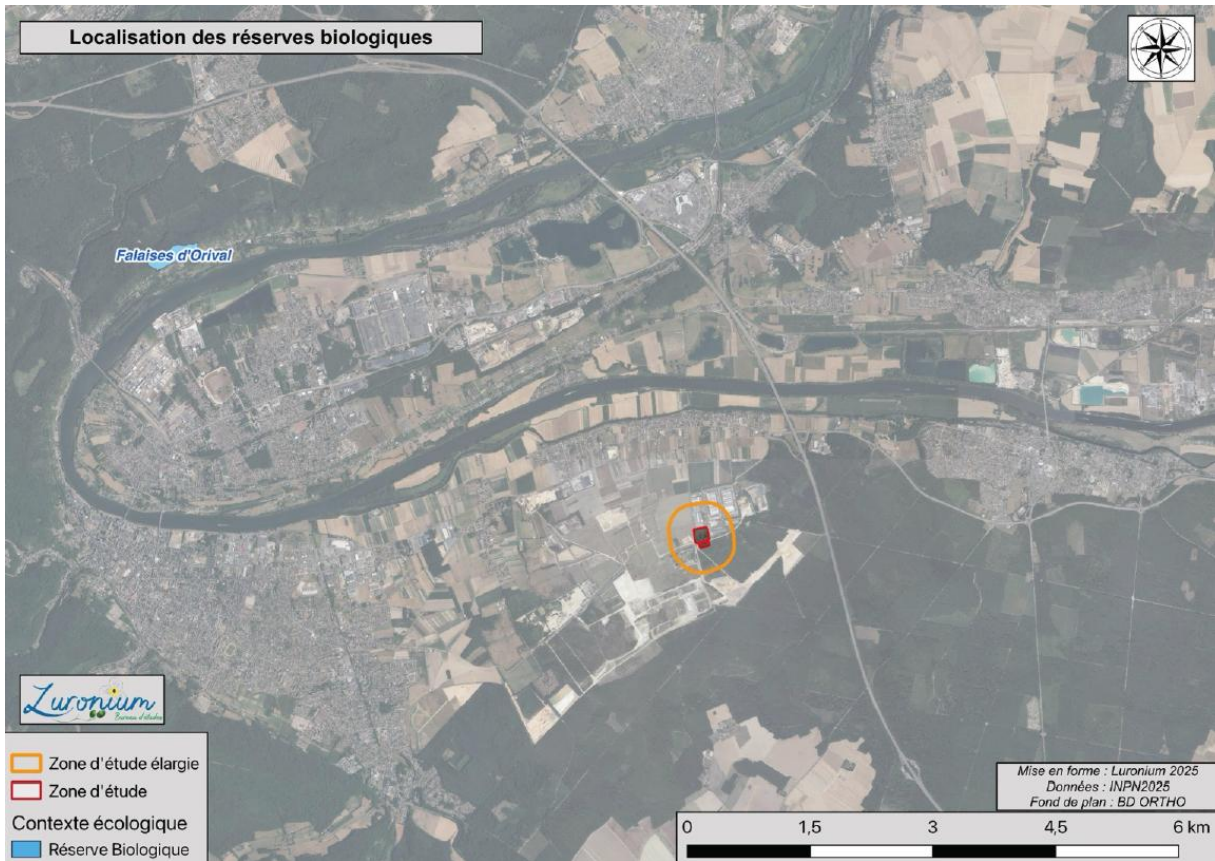 Localisation des réserves biologiques
Falaises d'Orival
Luronium
Bureau d'études
Zone d'étude élargie
Zone d'étude
Contexte écologique
Réserve Biologique
Mise en forme : Luronium 2025
Données : INPN2025
Fond de plan : BD ORTHO
0 1,5 3 4,5 6 km